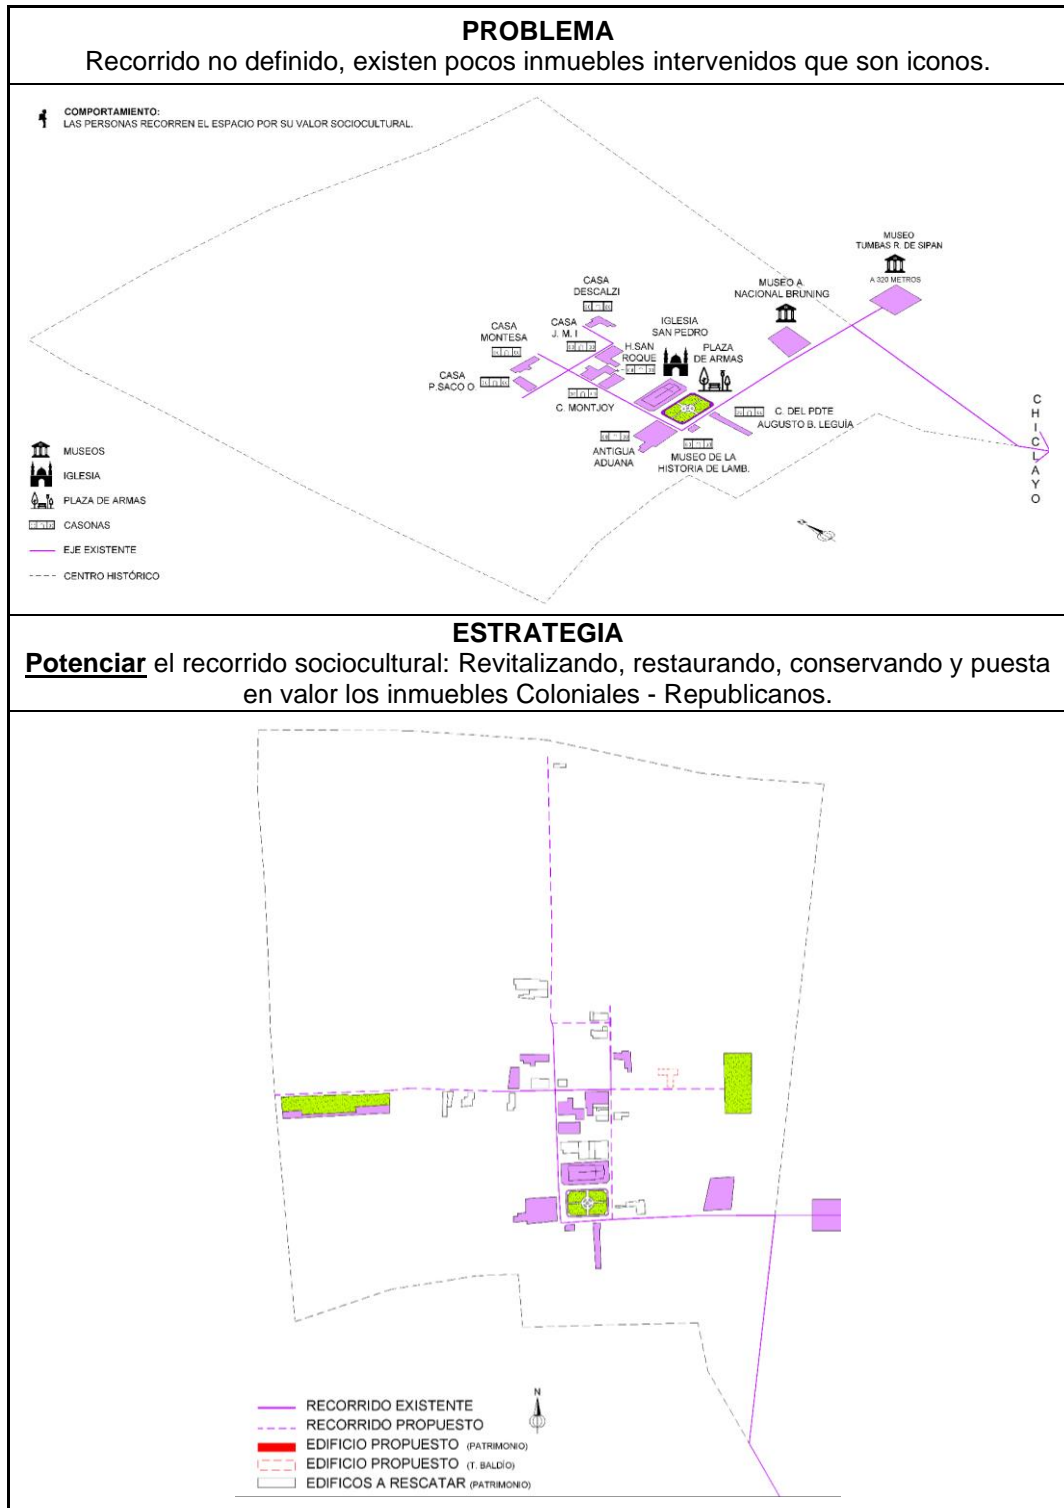 PROBLEMA
Recorrido no definido, existen pocos inmuebles intervenidos que son iconos.
COMPORTAMIENTO:
LAS PERSONAS RECORREN EL ESPACIO POR SU VALOR SOCIOCULTURAL.
MUSEO
TUMBAS R. DE SIPAN
A 320 METROS
MUSEO A.
NACIONAL BRUNING
CASA
DESCALZI
IGLESIA
SAN PEDRO
CASA
MONTESA
CASA
J. M. I
H.SAN
ROQUE
PLAZA
DE ARMAS
CASA
P.SACO O
C. MONTJOY
C. DEL PDTE
AUGUSTO B. LEGUÍA
ANTIGUA
ADUANA
MUSEO DE LA
HISTORIA DE LAMB.
CHICLAYO
MUSEOS
IGLESIA
PLAZA DE ARMAS
CASONAS
EJE EXISTENTE
CENTRO HISTÓRICO
ESTRATEGIA
Potenciar el recorrido sociocultural: Revitalizando, restaurando, conservando y puesta
en valor los inmuebles Coloniales - Republicanos.
N
RECORRIDO EXISTENTE
RECORRIDO PROPUESTO
EDIFICIO PROPUESTO (PATRIMONIO)
EDIFICIO PROPUESTO (T. BALDÍO)
EDIFICOS A RESCATAR (PATRIMONIO)